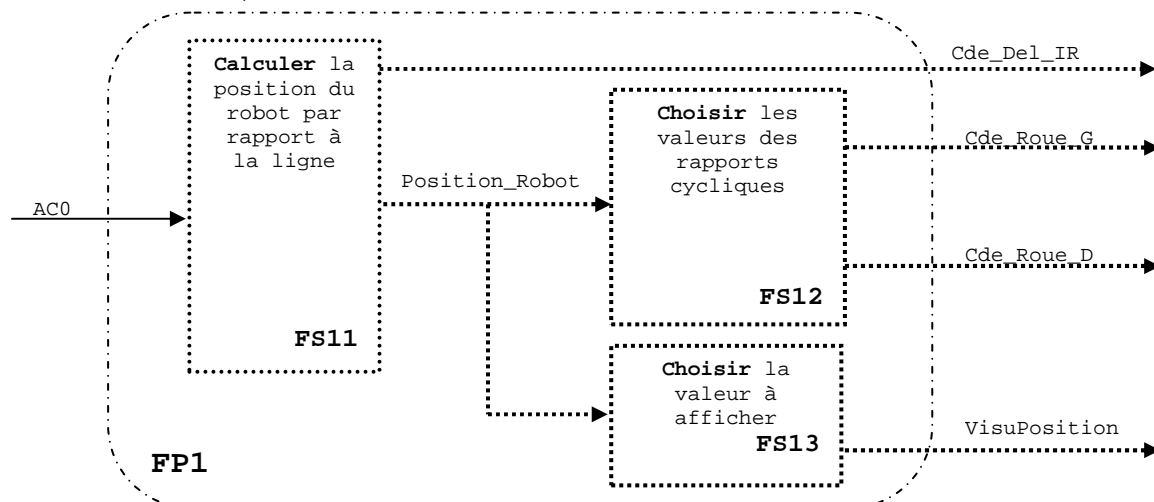 Calculer la
position du
robot par
rapport à
la ligne
FS11
AC0
Position_Robot
Choisir les
valeurs des
rapports
cycliques
FS12
Choisir la
valeur à
afficher
FS13
Cde_Del_IR
Cde_Roue_G
Cde_Roue_D
VisuPosition
FP1